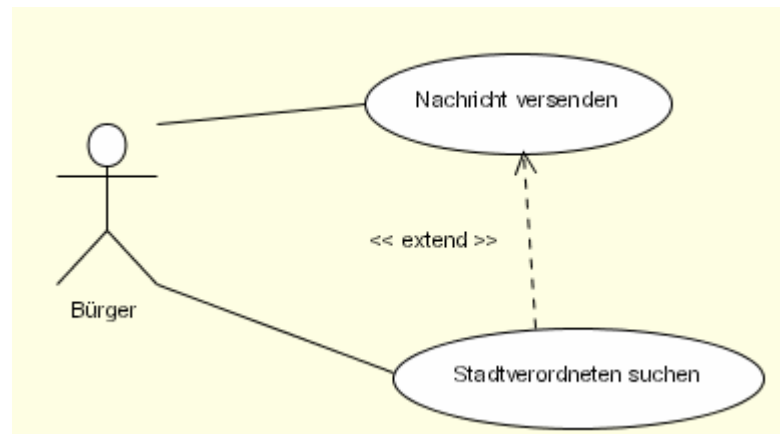 Nachricht versenden
<< extend >>
Bürger
Stadtverordneten suchen